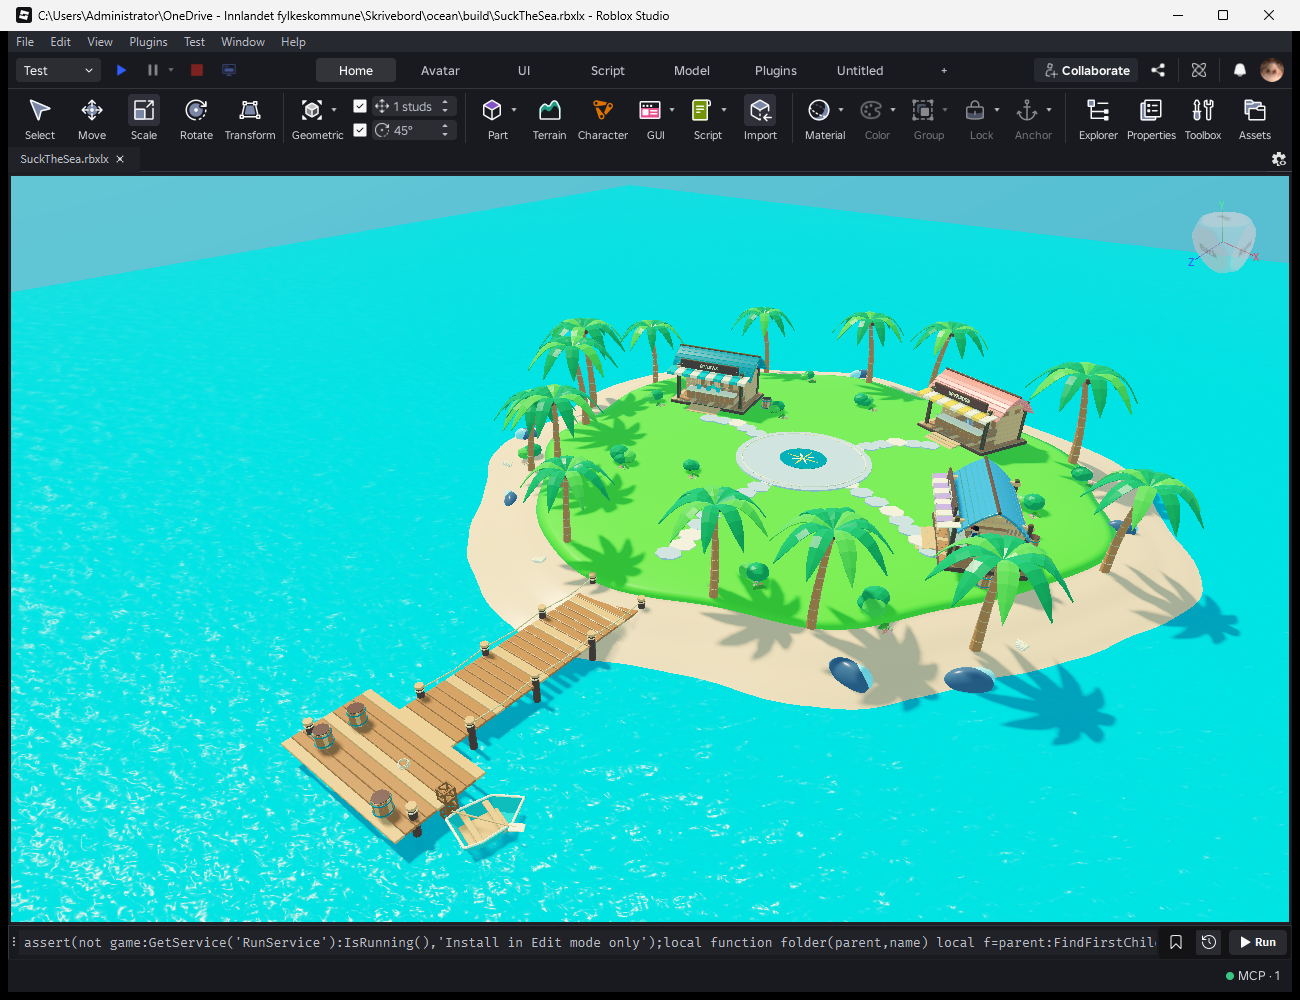 C:\Users\Administrator\OneDrive - Innlandet fylkeskommune\Skrivebord\ocean\build\SuckTheSea.rbxlx - Roblox Studio
File Edit View Plugins Test Window Help
Test Home Avatar UI Script Model Plugins Untitled + Collaborate
1 studs
45°
Select Move Scale Rotate Transform Geometric Part Terrain Character GUI Script Import Material Color Group Lock Anchor Explorer Properties Toolbox Assets
SuckTheSea.rbxlx
Y
Z X
assert(not game:GetService('RunService'):IsRunning(),'Install in Edit mode only');local function folder(parent,name) local f=parent:FindFirstChil
Run
MCP · 1